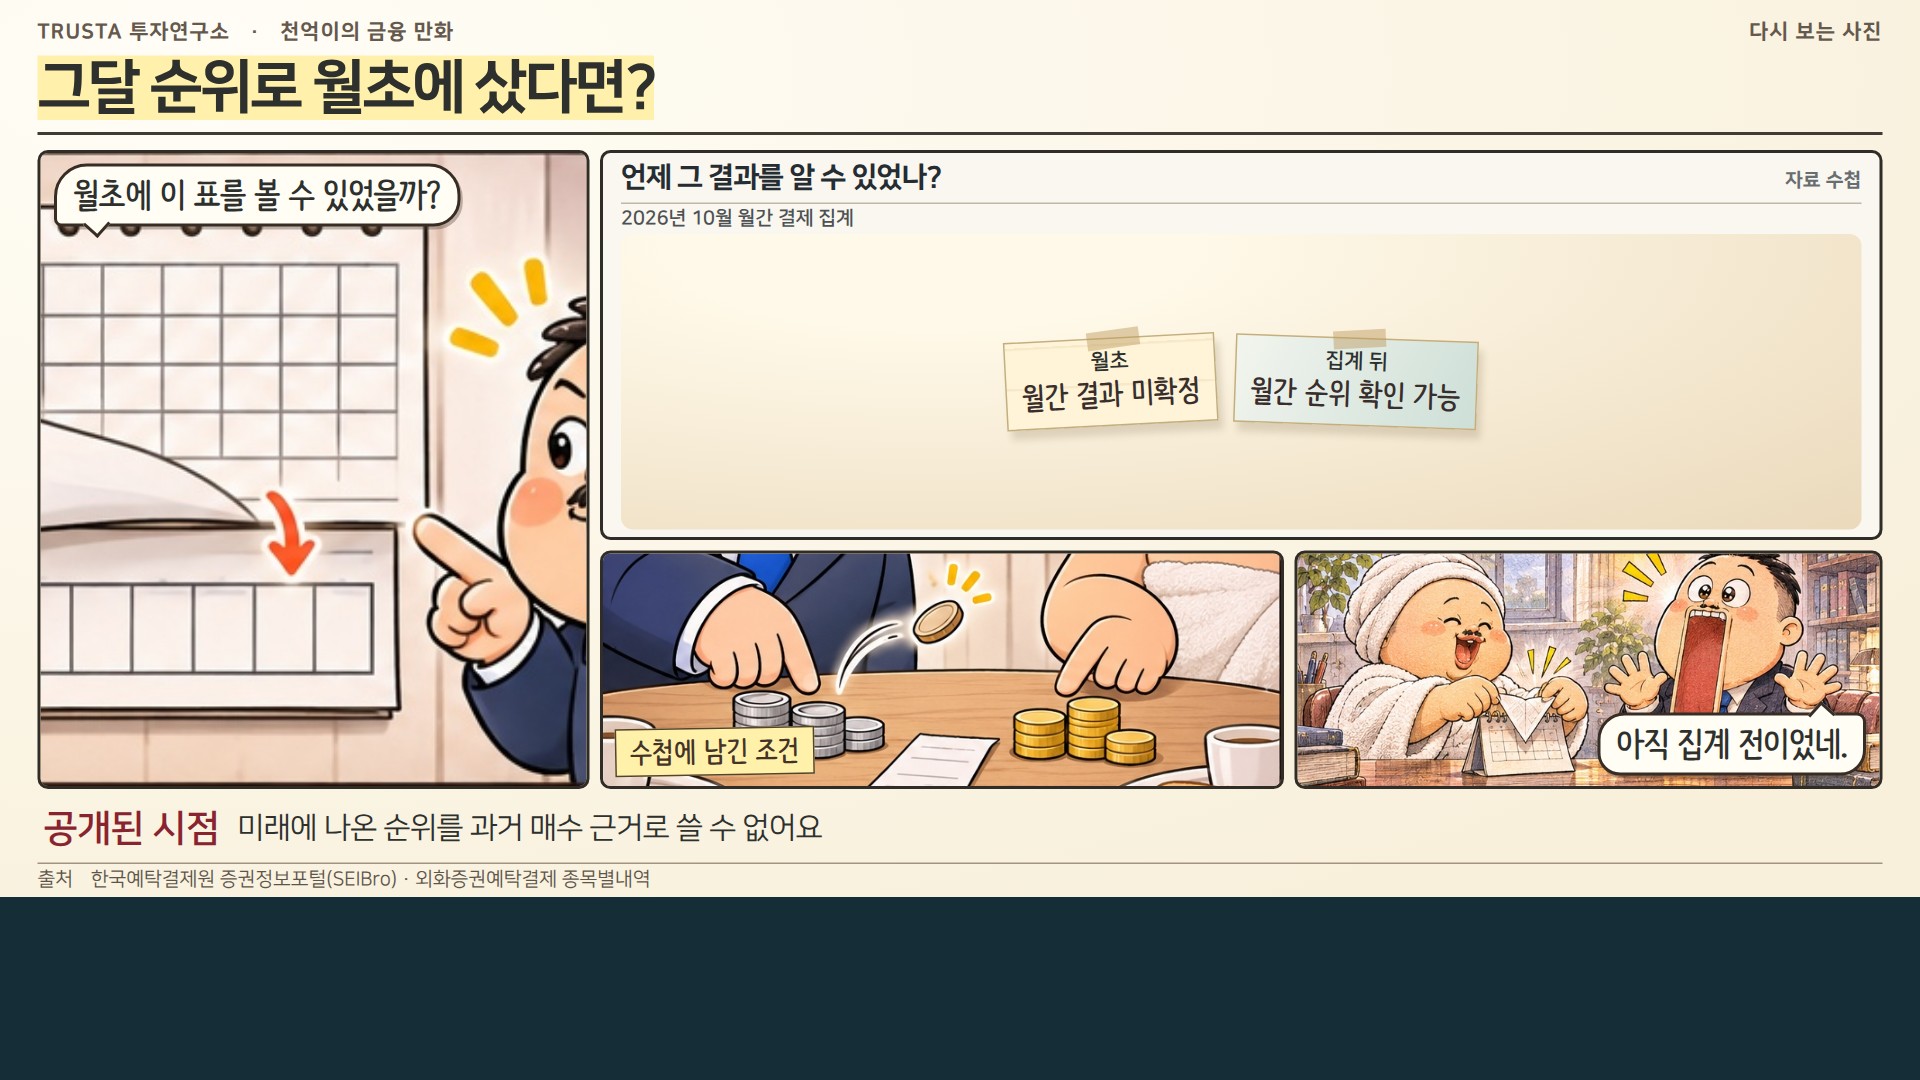 TRUSTA 투자연구소 · 천억이의 금융 만화
다시 보는 사진
그달 순위로 월초에 샀다면?
월초에 이 표를 볼 수 있었을까?
언제 그 결과를 알 수 있었나?
자료 수첩
2026년 10월 월간 결제 집계
월초
월간 결과 미확정
집계 뒤
월간 순위 확인 가능
수첩에 남긴 조건
아직 집계 전이었네.
공개된 시점 미래에 나온 순위를 과거 매수 근거로 쓸 수 없어요
출처 한국예탁결제원 증권정보포털(SEIBro) · 외화증권예탁결제 종목별내역